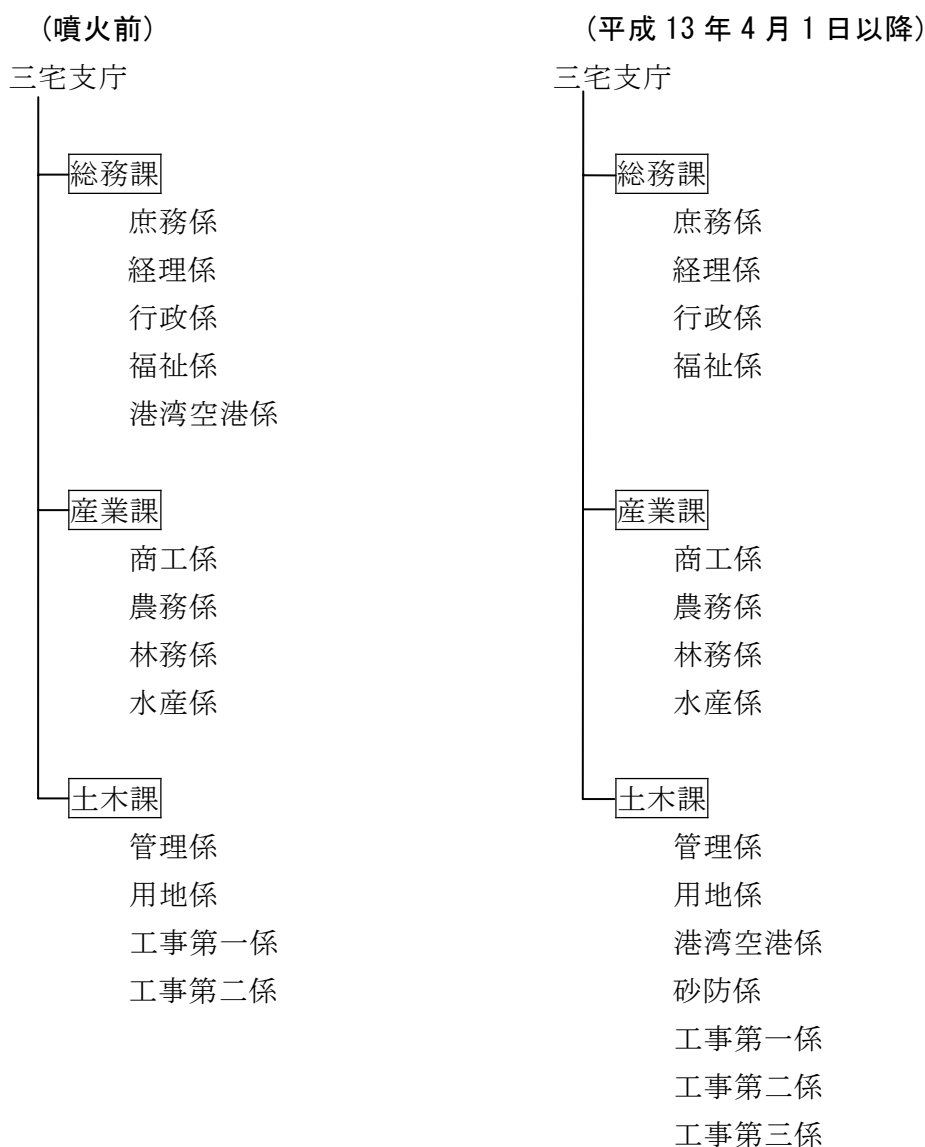 (噴火前)
三宅支庁
総務課
庶務係
経理係
行政係
福祉係
港湾空港係
産業課
商工係
農務係
林務係
水産係
土木課
管理係
用地係
工事第一係
工事第二係
(平成 13 年 4 月 1 日以降)
三宅支庁
総務課
庶務係
経理係
行政係
福祉係
産業課
商工係
農務係
林務係
水産係
土木課
管理係
用地係
港湾空港係
砂防係
工事第一係
工事第二係
工事第三係